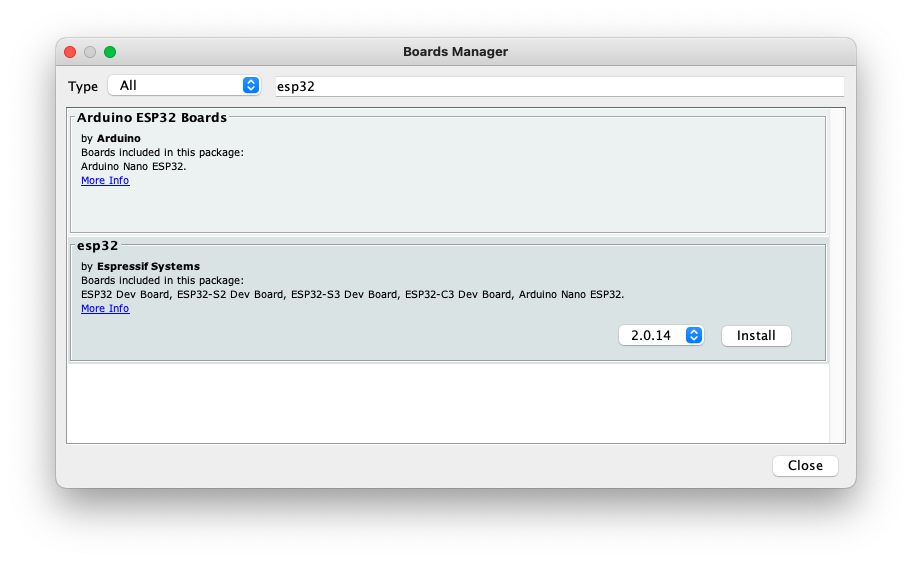 Boards Manager
Type All esp32
Arduino ESP32 Boards
by Arduino
Boards included in this package:
Arduino Nano ESP32.
More Info
esp32
by Espressif Systems
Boards included in this package:
ESP32 Dev Board, ESP32-S2 Dev Board, ESP32-S3 Dev Board, ESP32-C3 Dev Board, Arduino Nano ESP32.
More Info
2.0.14 Install
Close